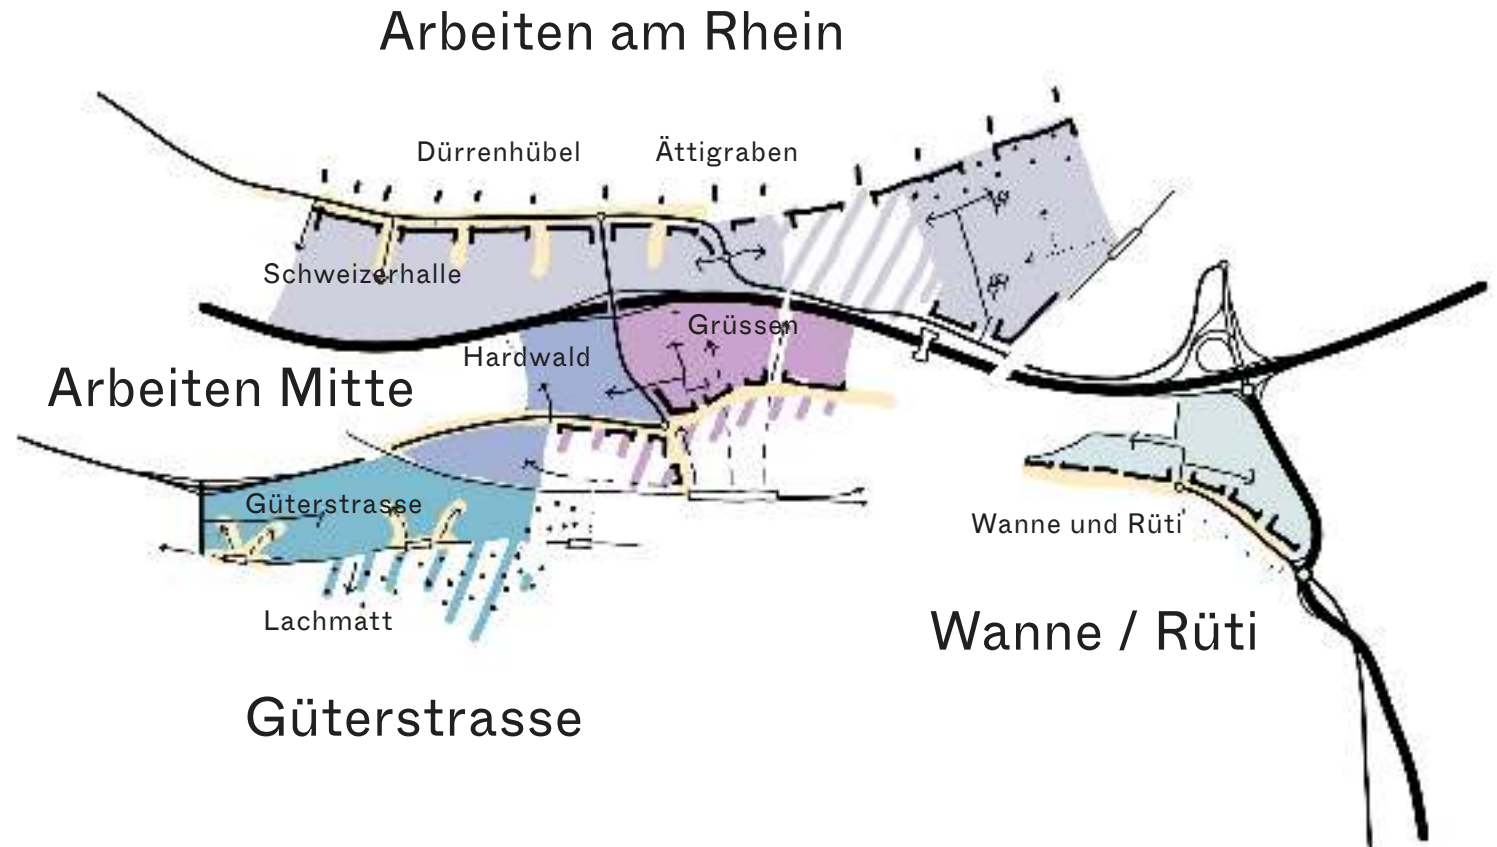 Arbeiten am Rhein
Dürrenhübel
Ättigraben
Schweizerhalle
Grüssen
Hardwald
Arbeiten Mitte
Güterstrasse
Wanne und Rüti
Lachmatt
Wanne / Rüti
Güterstrasse